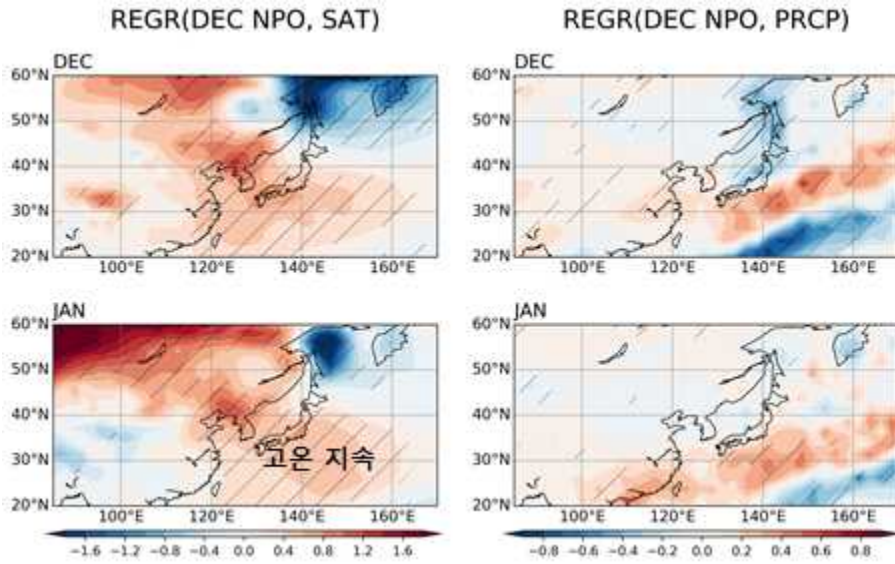 REGR(DEC NPO, SAT)
REGR(DEC NPO, PRCP)
DEC
60°N
50°N
40°N
30°N
20°N
100°E 120°E 140°E 160°E
DEC
60°N
50°N
40°N
30°N
20°N
100°E 120°E 140°E 160°E
JAN
60°N
50°N
40°N
30°N
20°N
고온 지속
100°E 120°E 140°E 160°E
JAN
60°N
50°N
40°N
30°N
20°N
100°E 120°E 140°E 160°E
−1.6 −1.2 −0.8 −0.4 0.0 0.4 0.8 1.2 1.6
−0.8 −0.6 −0.4 −0.2 0.0 0.2 0.4 0.6 0.8